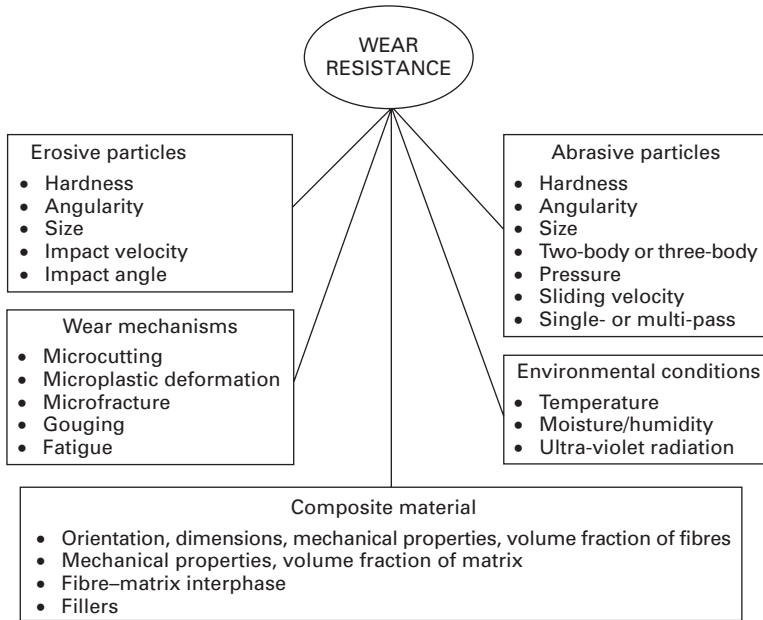 WEAR
RESISTANCE
Erosive particles
• Hardness
• Angularity
• Size
• Impact velocity
• Impact angle
Abrasive particles
• Hardness
• Angularity
• Size
• Two-body or three-body
• Pressure
• Sliding velocity
• Single- or multi-pass
Wear mechanisms
• Microcutting
• Microplastic deformation
• Microfracture
• Gouging
• Fatigue
Environmental conditions
• Temperature
• Moisture/humidity
• Ultra-violet radiation
Composite material
• Orientation, dimensions, mechanical properties, volume fraction of fibres
• Mechanical properties, volume fraction of matrix
• Fibre–matrix interphase
• Fillers